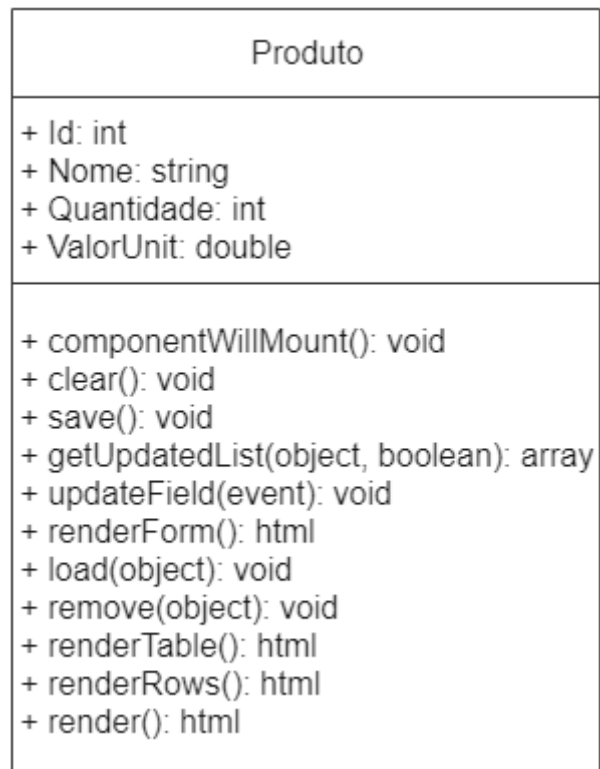 Produto
+ Id: int
+ Nome: string
+ Quantidade: int
+ ValorUnit: double
+ componentWillMount(): void
+ clear(): void
+ save(): void
+ getUpdatedList(object, boolean): array
+ updateField(event): void
+ renderForm(): html
+ load(object): void
+ remove(object): void
+ renderTable(): html
+ renderRows(): html
+ render(): html